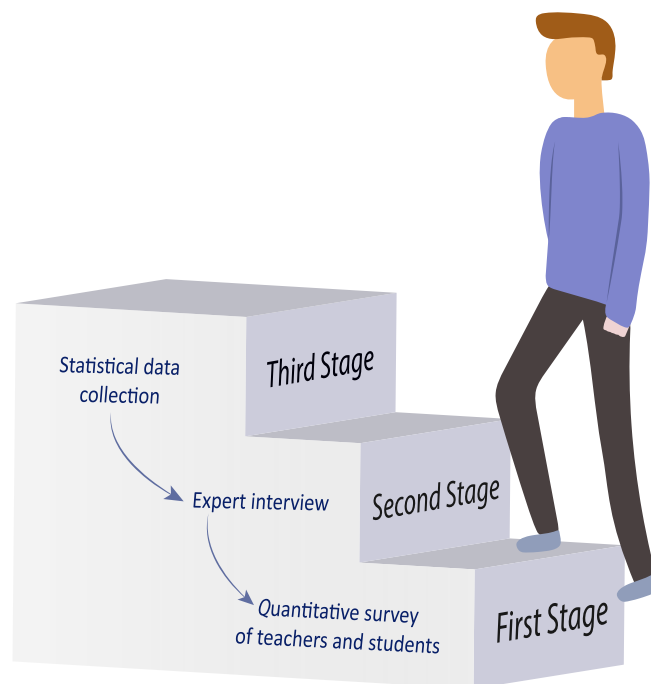 Statistical data
collection
Third Stage
Expert interview
Second Stage
Quantitative survey
of teachers and students
First Stage